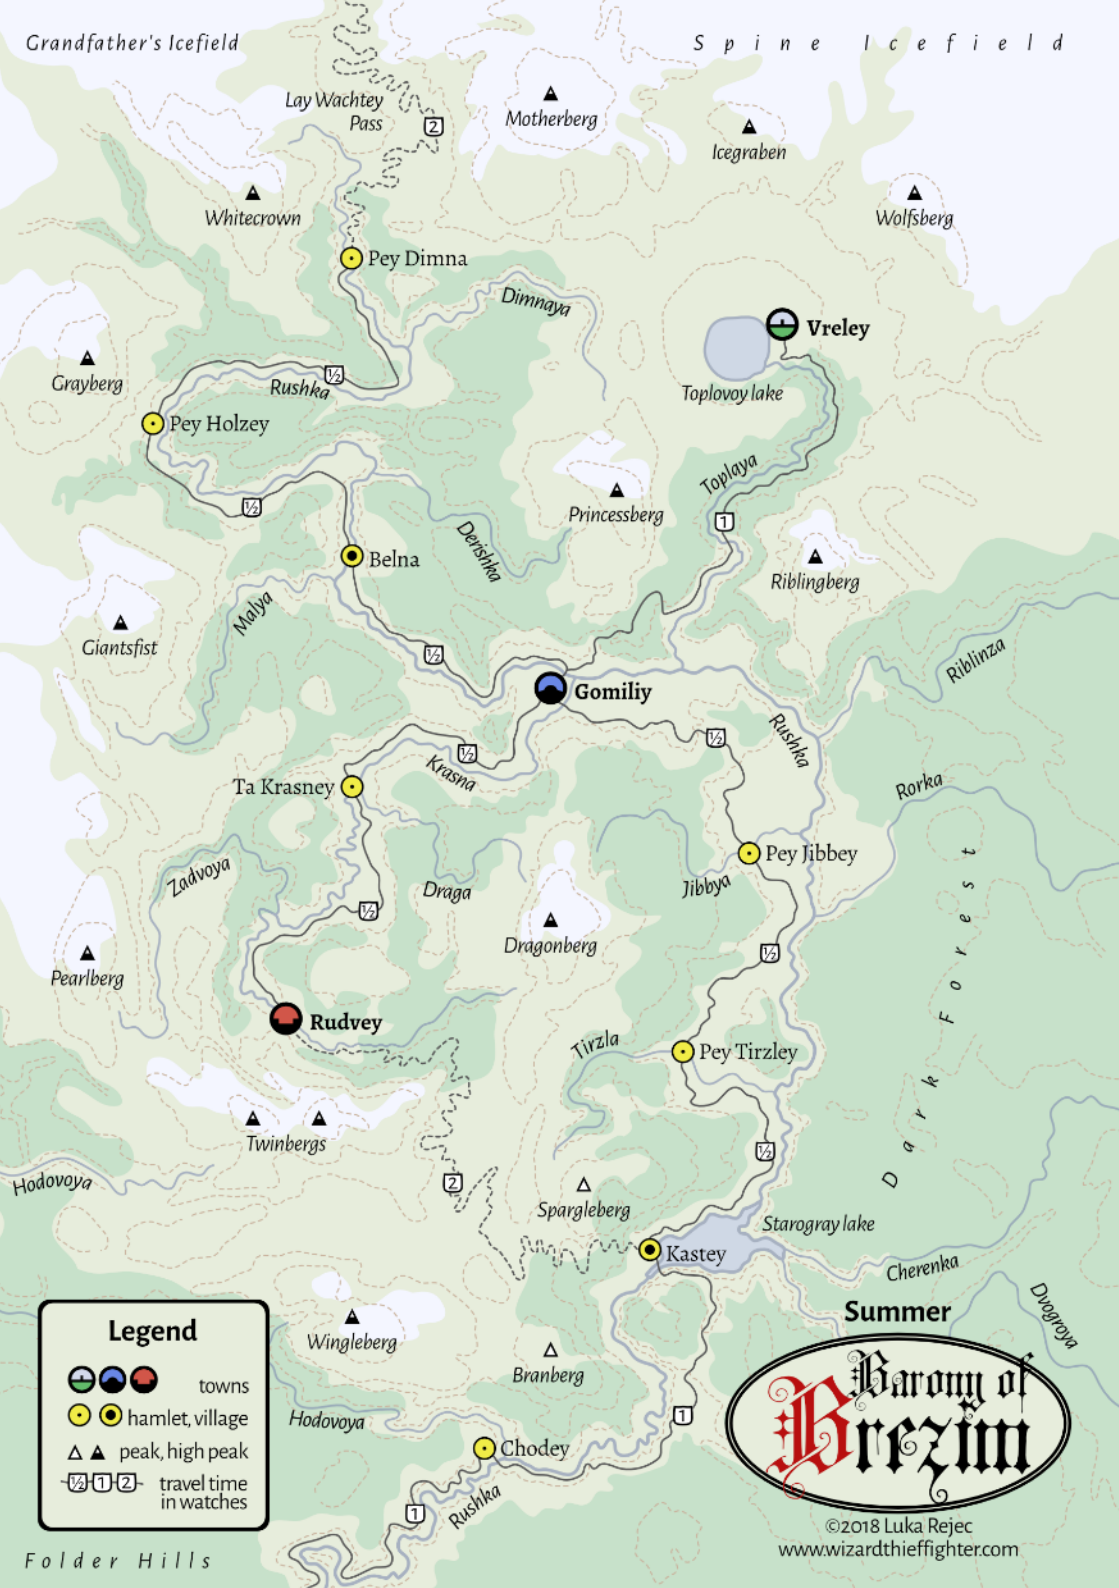 Grandfather's Icefield
Spine Icefield
Lay Wachtey
Pass
2
Motherberg
Icegraben
Whitecrown
Wolfsberg
Pey Dimna
Dimnaya
Vreley
Grayberg
½
Rushka
Toplovoy lake
Pey Holzey
Toplaya
½
Princessberg
1
Derishka
Belna
Riblingberg
Malya
Giantsfist
½
Riblinza
Gomiliy
Rushka
½
½
Krasna
Ta Krasney
Rorka
Pey Jibbey
Zadvoya
Draga
Jibbya
½
Dragonberg
½
Pearlberg
Dark Forest
Rudvey
Tirzla
Pey Tirzley
Twinbergs
½
Hodovoya
2
Spargleberg
Starogray lake
Kastey
Cherenka
Dvogroya
Wingleberg
Branberg
Hodovoya
1
Chodey
1
Rushka
Folder Hills
Legend
towns
hamlet, village
peak, high peak
½ 1 2 travel time
in watches
Summer
Barony of
Brezim
©2018 Luka Rejec
www.wizardthieffighter.com